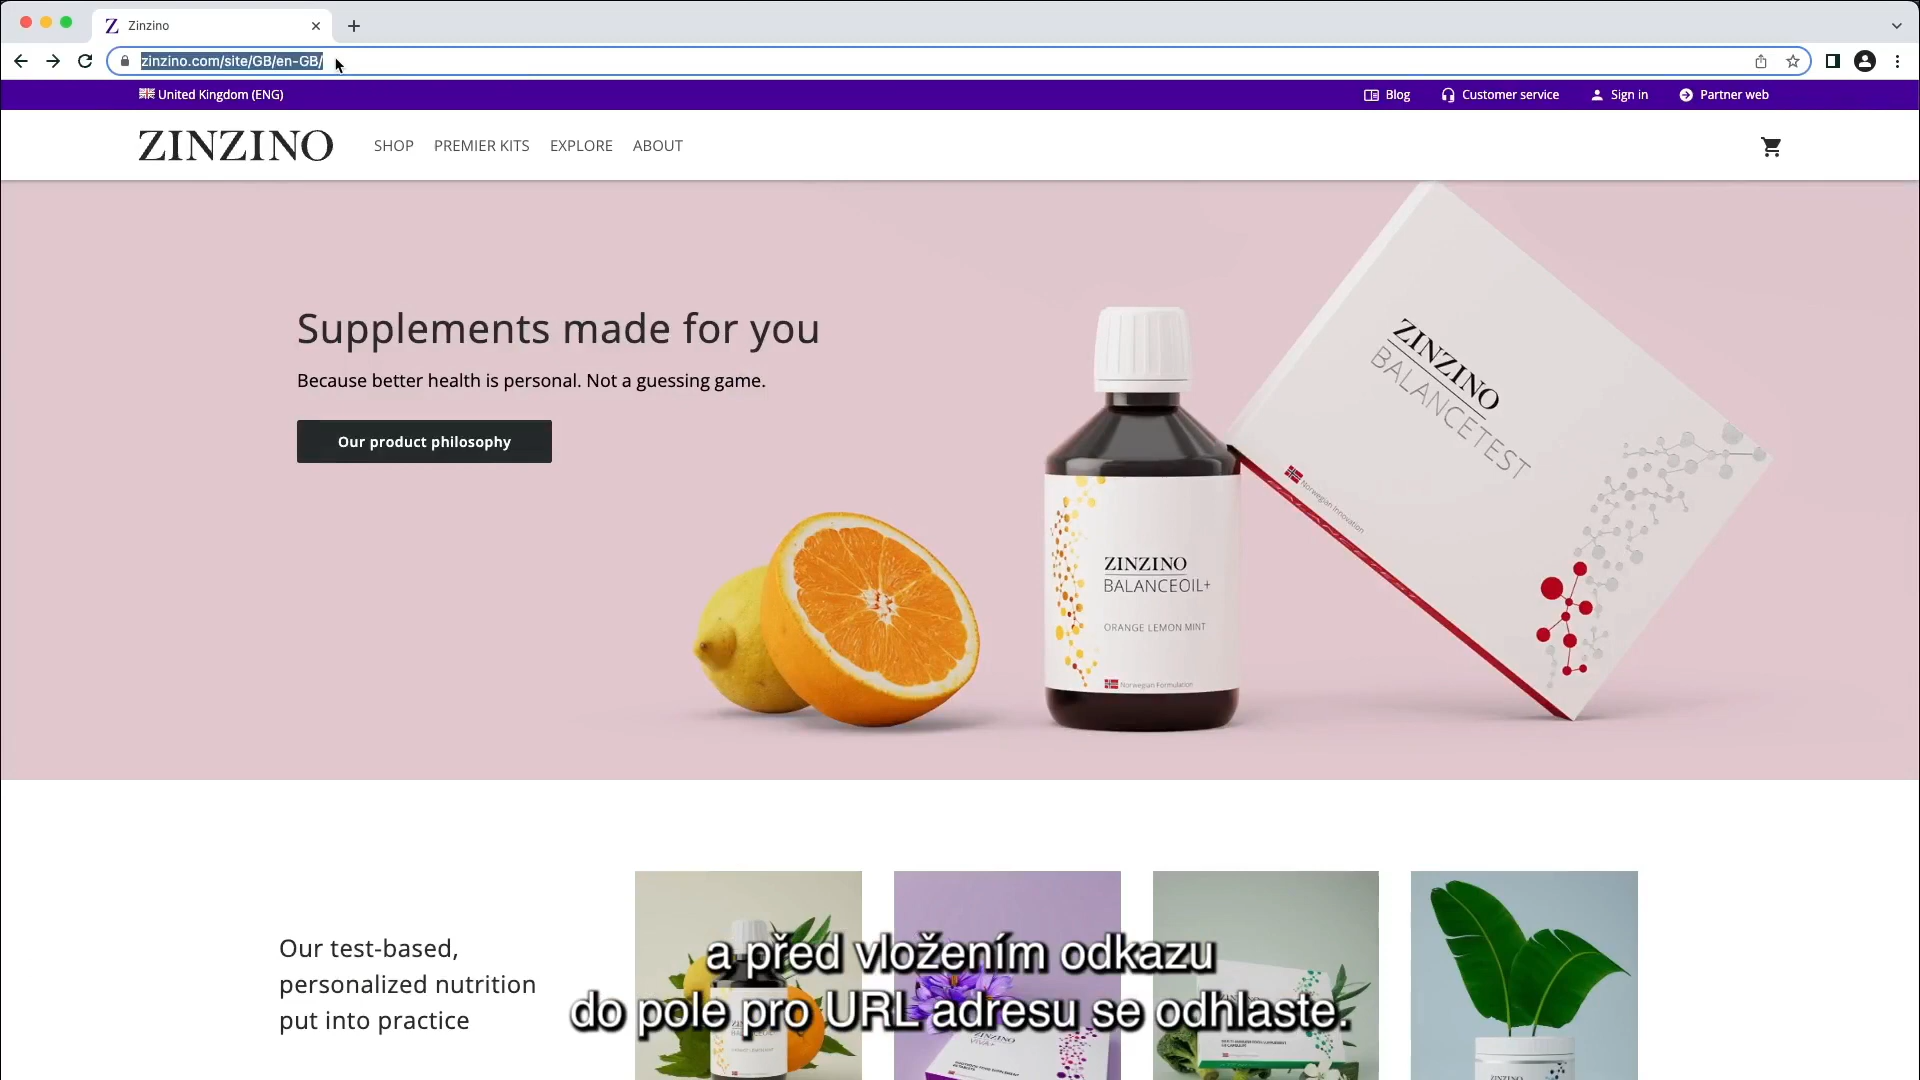 Zinzino
zinzino.com/site/GB/en-GB/
United Kingdom (ENG)
Blog
Customer service
Sign in
Partner web
ZINZINO
SHOP
PREMIER KITS
EXPLORE
ABOUT
Supplements made for you
Because better health is personal. Not a guessing game.
Our product philosophy
ZINZINO
BALANCETEST
Norwegian Innovation
ZINZINO
BALANCEOIL+
ORANGE LEMON MINT
Norwegian Formulation
Our test-based,
personalized nutrition
put into practice
ZINZINO
VIVA+
ZINZINO
a před vložením odkazu
do pole pro URL adresu se odhlaste.